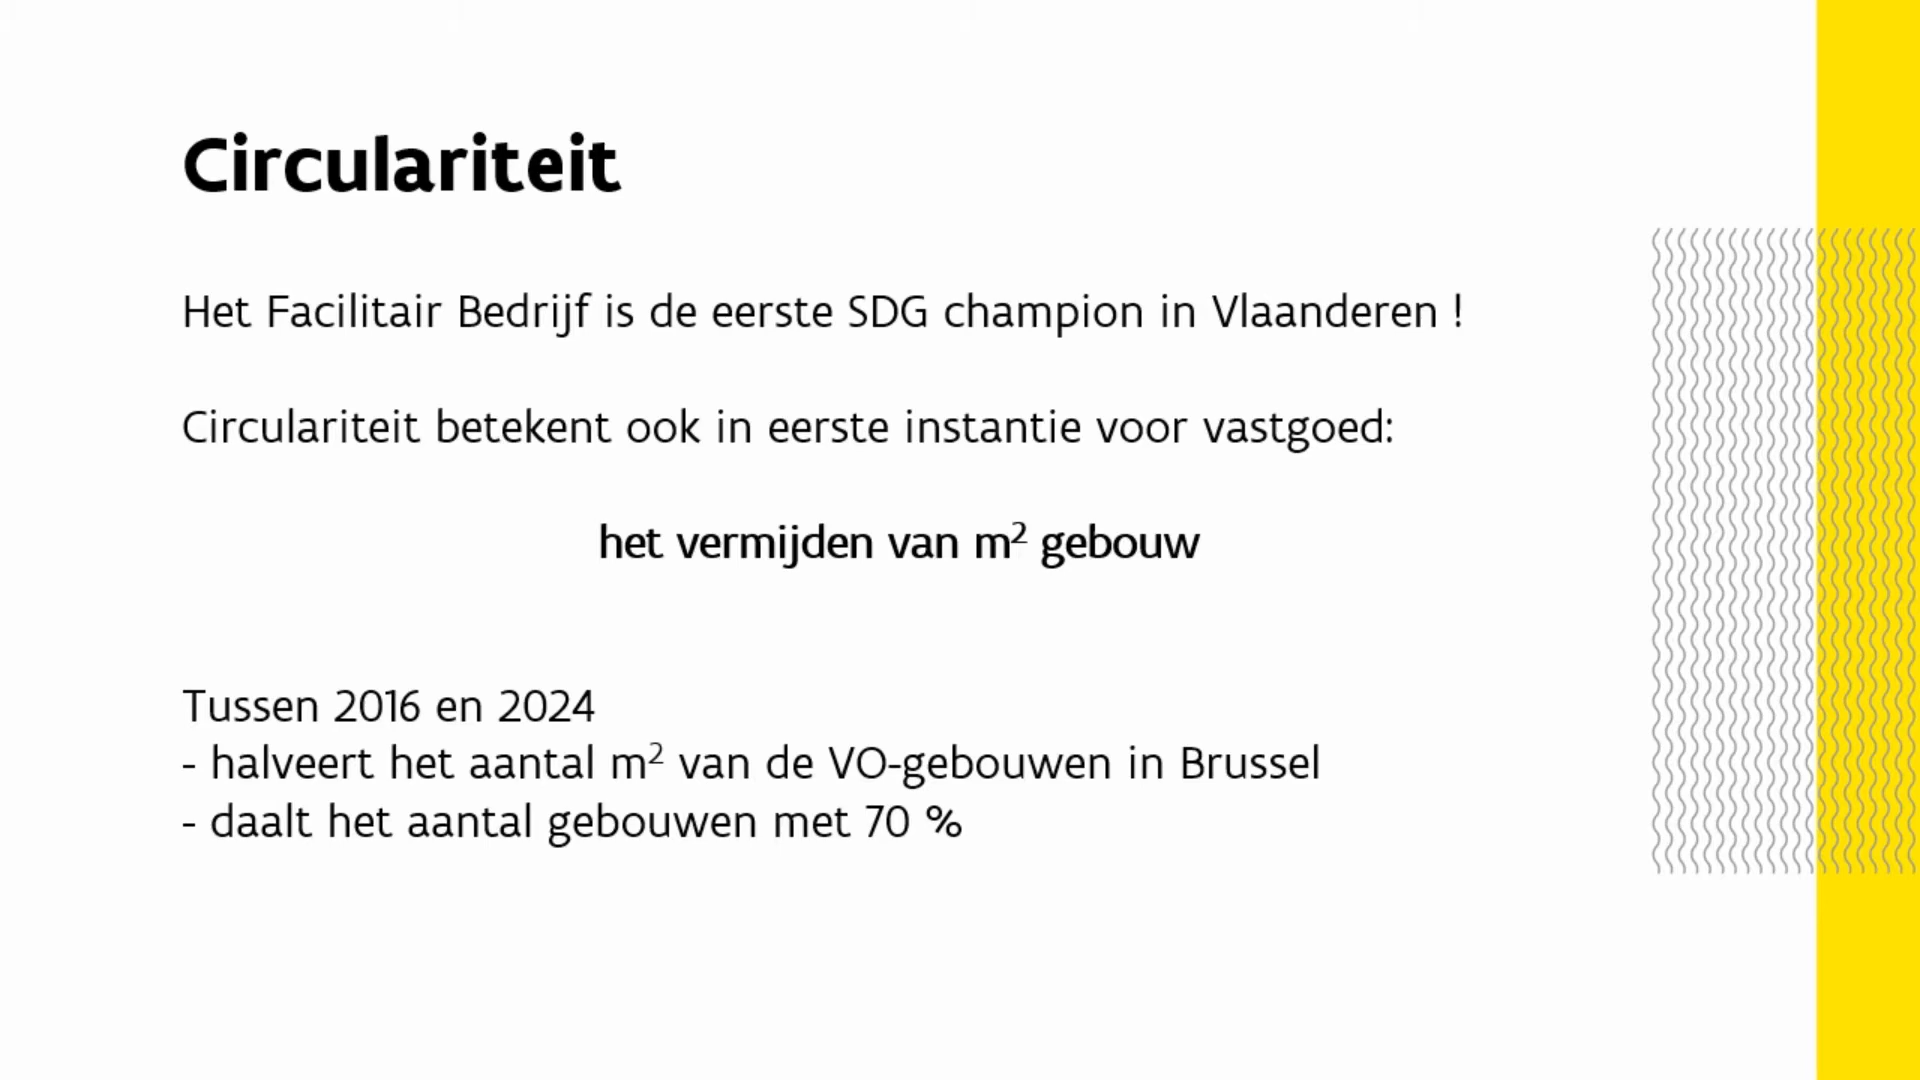 Circulariteit
Het Facilitair Bedrijf is de eerste SDG champion in Vlaanderen !
Circulariteit betekent ook in eerste instantie voor vastgoed:
het vermijden van m² gebouw
Tussen 2016 en 2024
- halveert het aantal m² van de VO-gebouwen in Brussel
- daalt het aantal gebouwen met 70 %